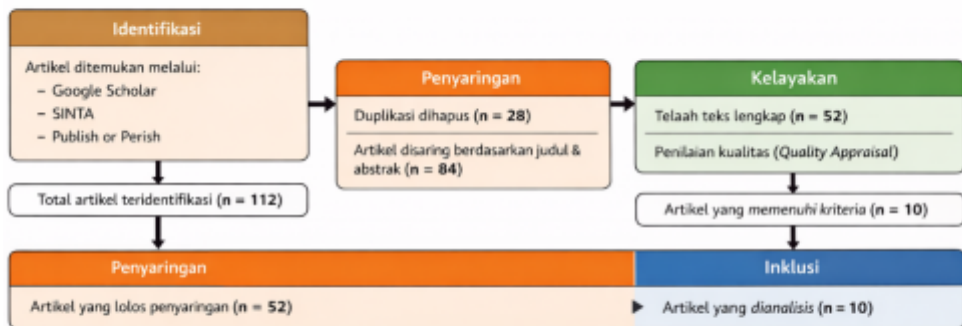 Identifikasi
Artikel ditemukan melalui:
– Google Scholar
– SINTA
– Publish or Perish
Total artikel teridentifikasi (n = 112)
Penyaringan
Duplikasi dihapus (n = 28)
Artikel disaring berdasarkan judul &
abstrak (n = 84)
Kelayakan
Telaah teks lengkap (n = 52)
Penilaian kualitas (Quality Appraisal)
Artikel yang memenuhi kriteria (n = 10)
Penyaringan
Artikel yang lolos penyaringan (n = 52)
Inklusi
Artikel yang dianalisis (n = 10)